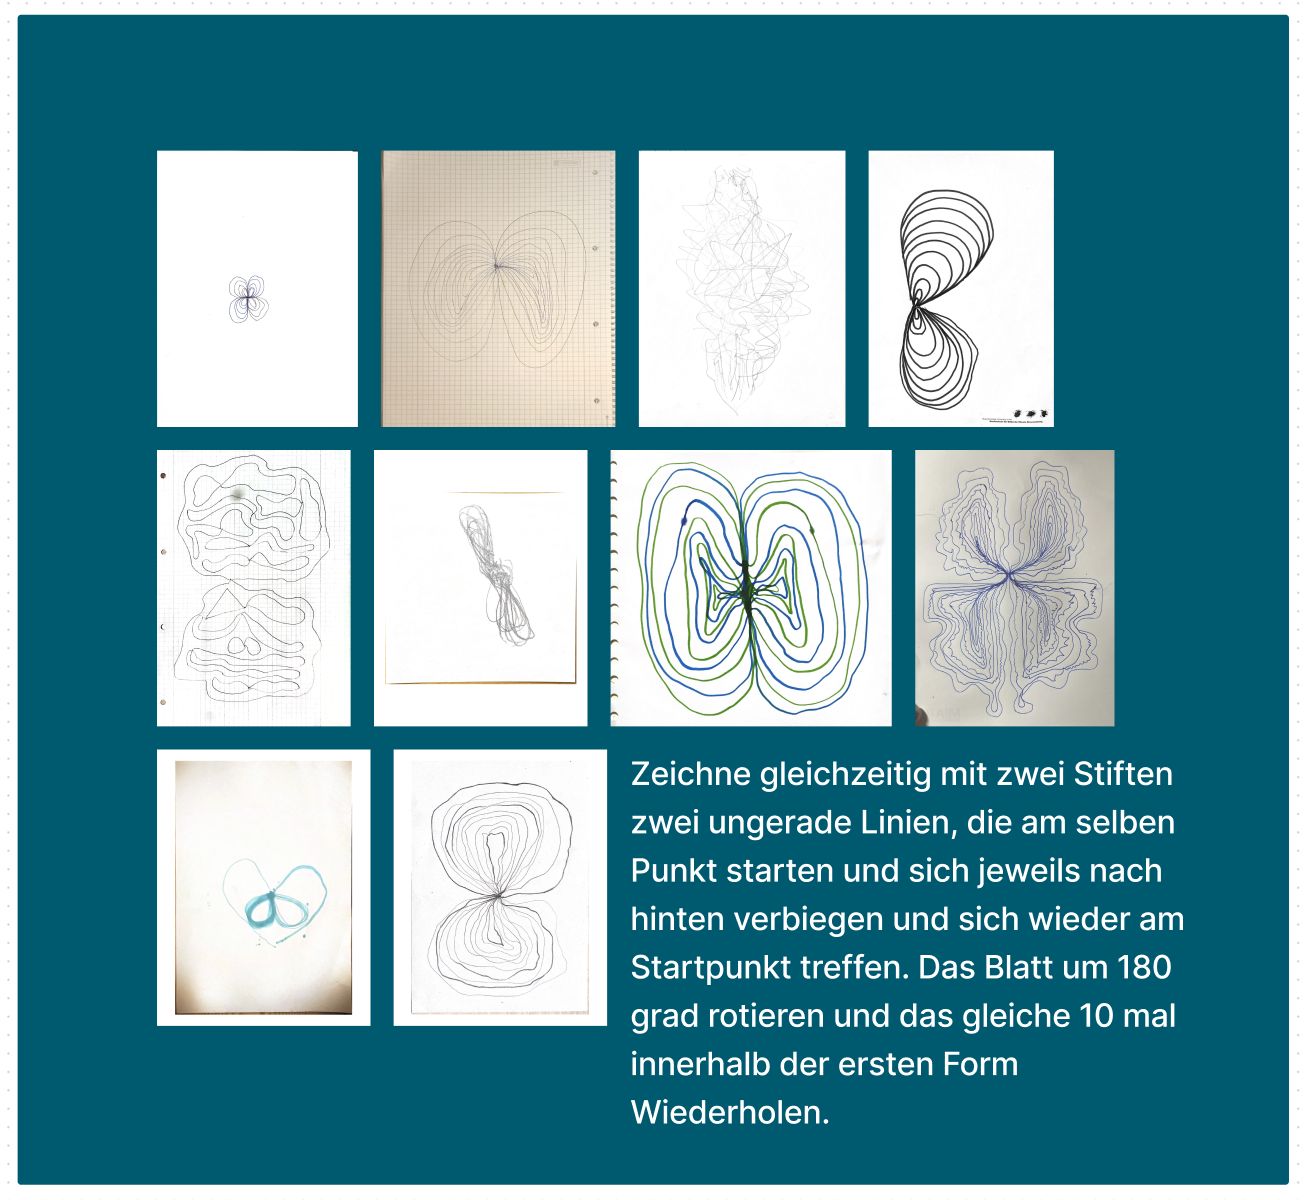 Zeichne gleichzeitig mit zwei Stiften
zwei ungerade Linien, die am selben
Punkt starten und sich jeweils nach
hinten verbiegen und sich wieder am
Startpunkt treffen. Das Blatt um 180
grad rotieren und das gleiche 10 mal
innerhalb der ersten Form
Wiederholen.